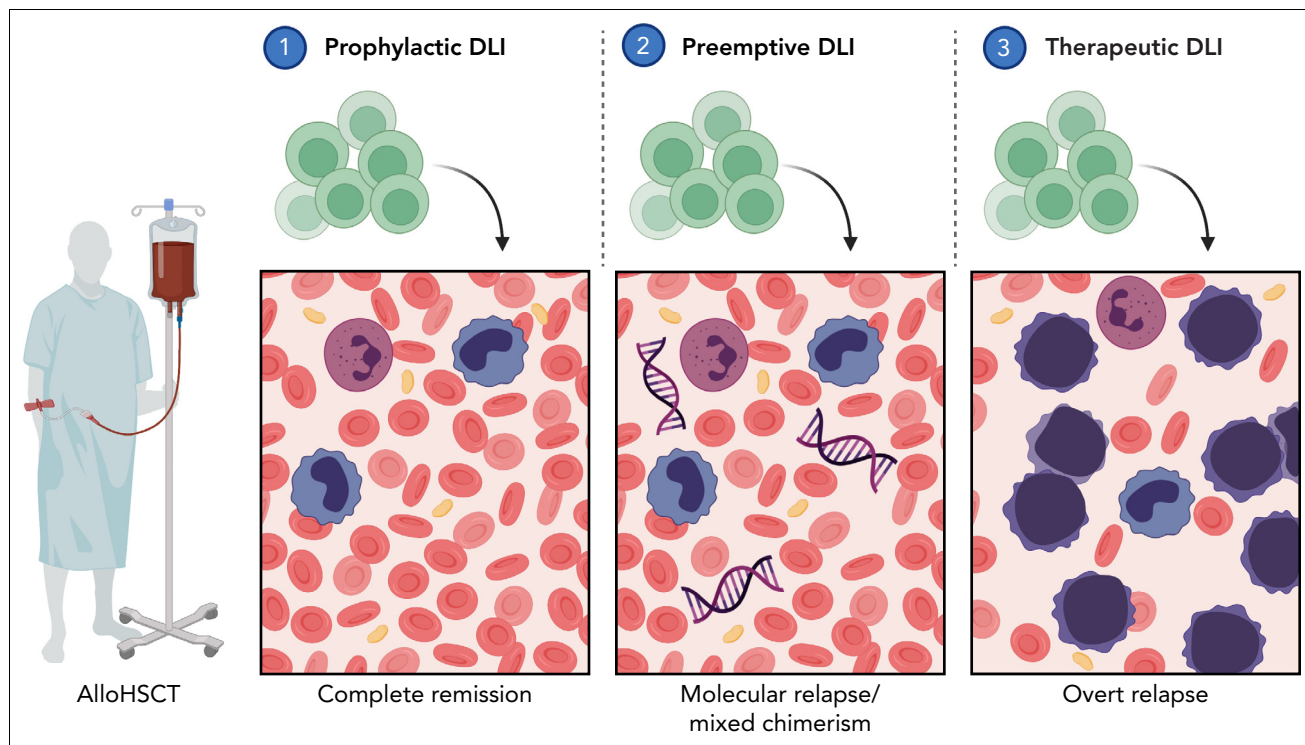 1 Prophylactic DLI
2 Preemptive DLI
3 Therapeutic DLI
AlloHSCT
Complete remission
Molecular relapse/
mixed chimerism
Overt relapse